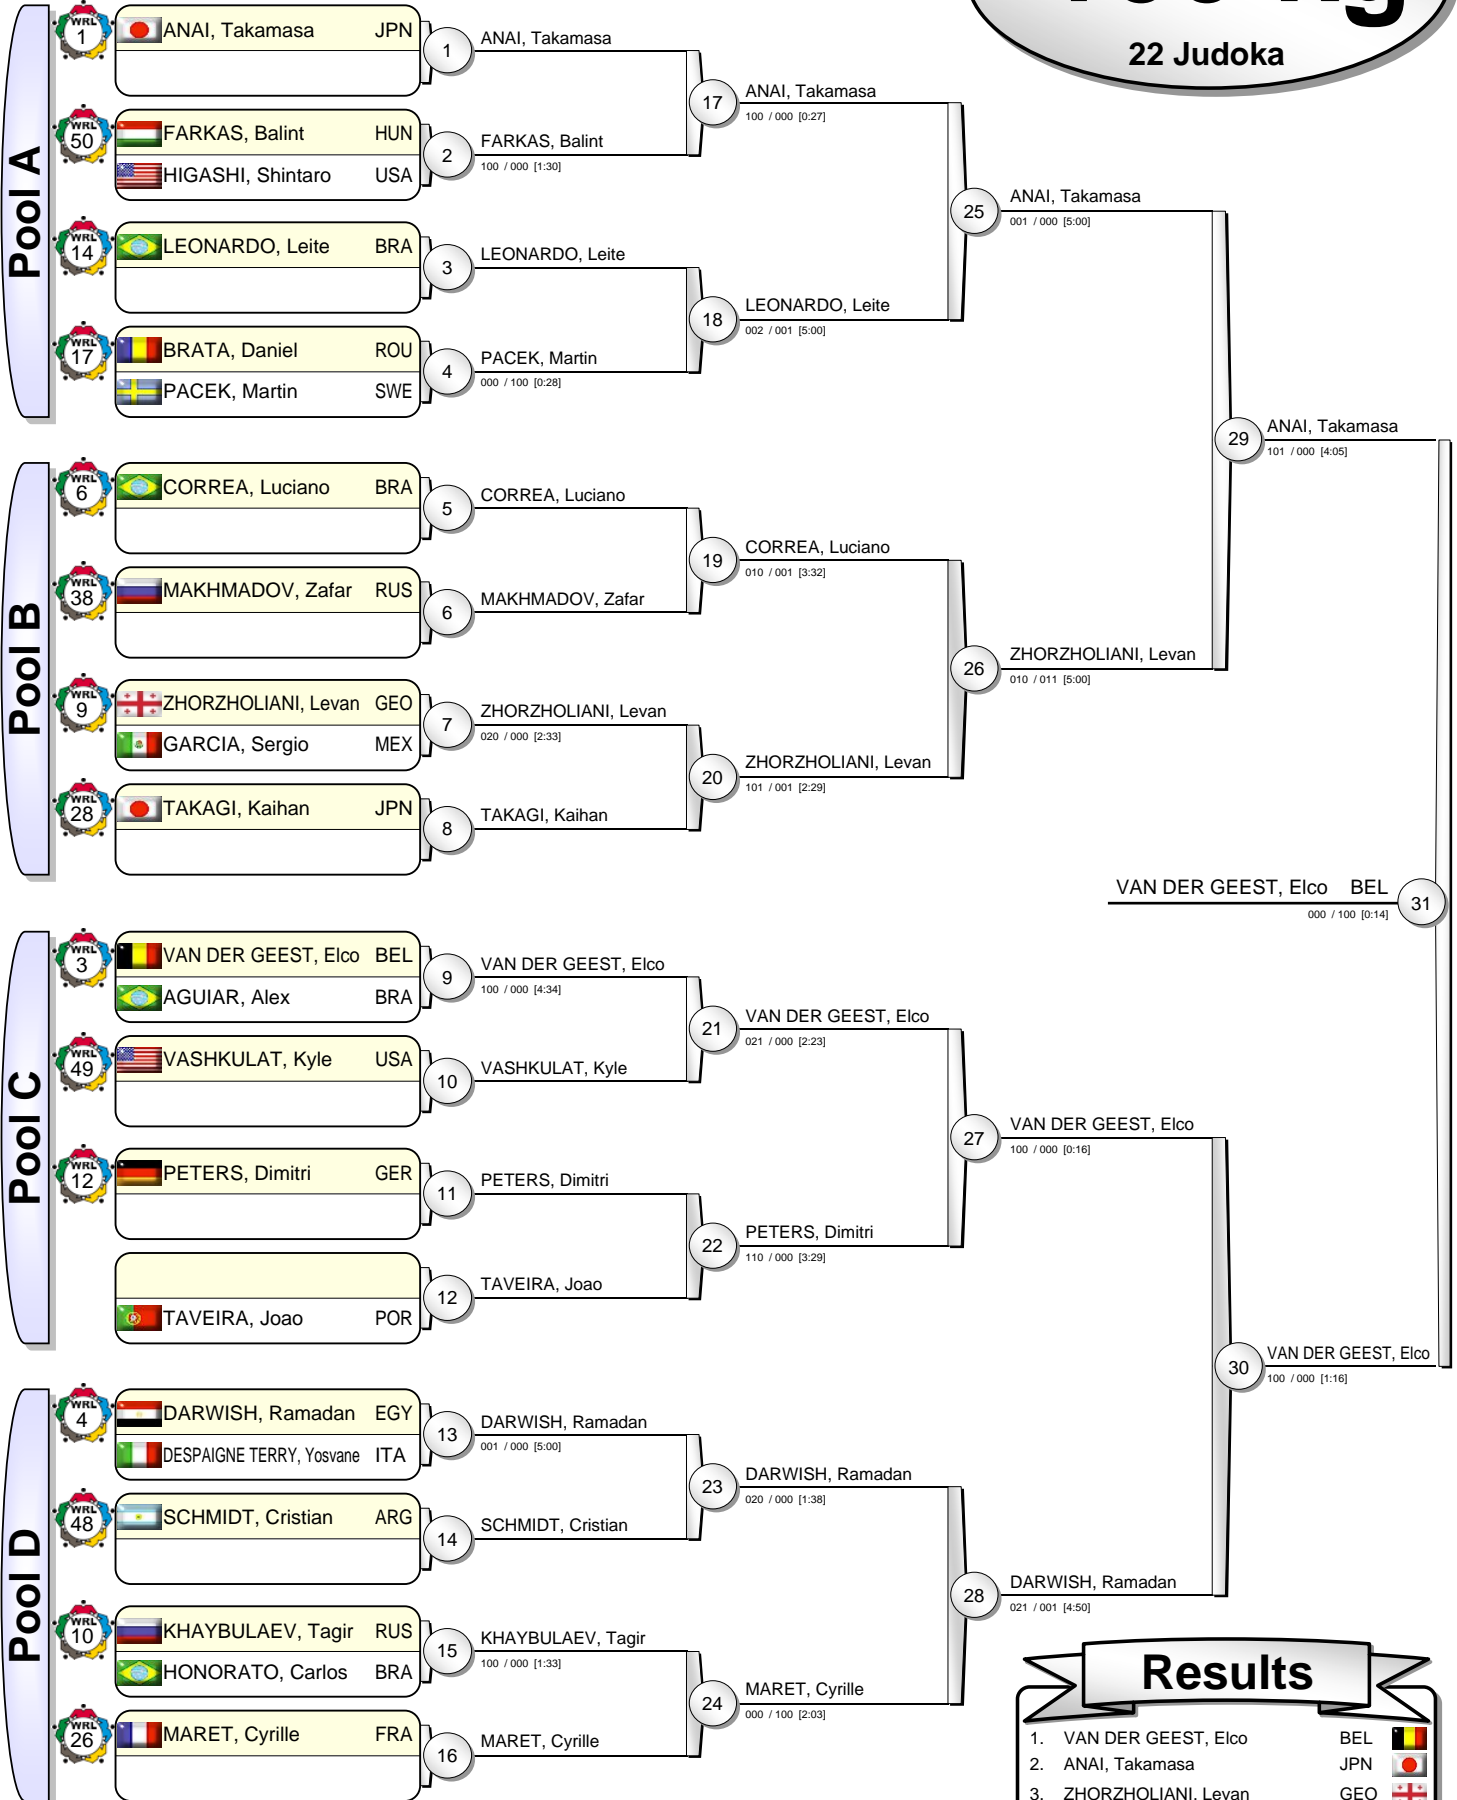 22 Judoka
Pool A
WRL 1 ANAI, Takamasa JPN
WRL 50 FARKAS, Balint HUN
HIGASHI, Shintaro USA
WRL 14 LEONARDO, Leite BRA
WRL 17 BRATA, Daniel ROU
PACEK, Martin SWE
1 ANAI, Takamasa
2 FARKAS, Balint
100 / 000 [1:30]
3 LEONARDO, Leite
4 PACEK, Martin
000 / 100 [0:28]
17 ANAI, Takamasa
100 / 000 [0:27]
18 LEONARDO, Leite
002 / 001 [5:00]
25 ANAI, Takamasa
001 / 000 [5:00]
Pool B
WRL 6 CORREA, Luciano BRA
WRL 38 MAKHMADOV, Zafar RUS
WRL 9 ZHORZHOLIANI, Levan GEO
GARCIA, Sergio MEX
WRL 28 TAKAGI, Kaihan JPN
5 CORREA, Luciano
6 MAKHMADOV, Zafar
7 ZHORZHOLIANI, Levan
020 / 000 [2:33]
8 TAKAGI, Kaihan
19 CORREA, Luciano
010 / 001 [3:32]
20 ZHORZHOLIANI, Levan
101 / 001 [2:29]
26 ZHORZHOLIANI, Levan
010 / 011 [5:00]
29 ANAI, Takamasa
101 / 000 [4:05]
VAN DER GEEST, Elco BEL 31
000 / 100 [0:14]
Pool C
WRL 3 VAN DER GEEST, Elco BEL
AGUIAR, Alex BRA
WRL 49 VASHKULAT, Kyle USA
WRL 12 PETERS, Dimitri GER
TAVEIRA, Joao POR
9 VAN DER GEEST, Elco
100 / 000 [4:34]
10 VASHKULAT, Kyle
11 PETERS, Dimitri
12 TAVEIRA, Joao
21 VAN DER GEEST, Elco
021 / 000 [2:23]
22 PETERS, Dimitri
110 / 000 [3:29]
27 VAN DER GEEST, Elco
100 / 000 [0:16]
Pool D
WRL 4 DARWISH, Ramadan EGY
DESPAIGNE TERRY, Yosvane ITA
WRL 48 SCHMIDT, Cristian ARG
WRL 10 KHAYBULAEV, Tagir RUS
HONORATO, Carlos BRA
WRL 26 MARET, Cyrille FRA
13 DARWISH, Ramadan
001 / 000 [5:00]
14 SCHMIDT, Cristian
15 KHAYBULAEV, Tagir
100 / 000 [1:33]
16 MARET, Cyrille
23 DARWISH, Ramadan
020 / 000 [1:38]
24 MARET, Cyrille
000 / 100 [2:03]
28 DARWISH, Ramadan
021 / 001 [4:50]
30 VAN DER GEEST, Elco
100 / 000 [1:16]
Results
1. VAN DER GEEST, Elco BEL
2. ANAI, Takamasa JPN
3. ZHORZHOLIANI, Levan GEO